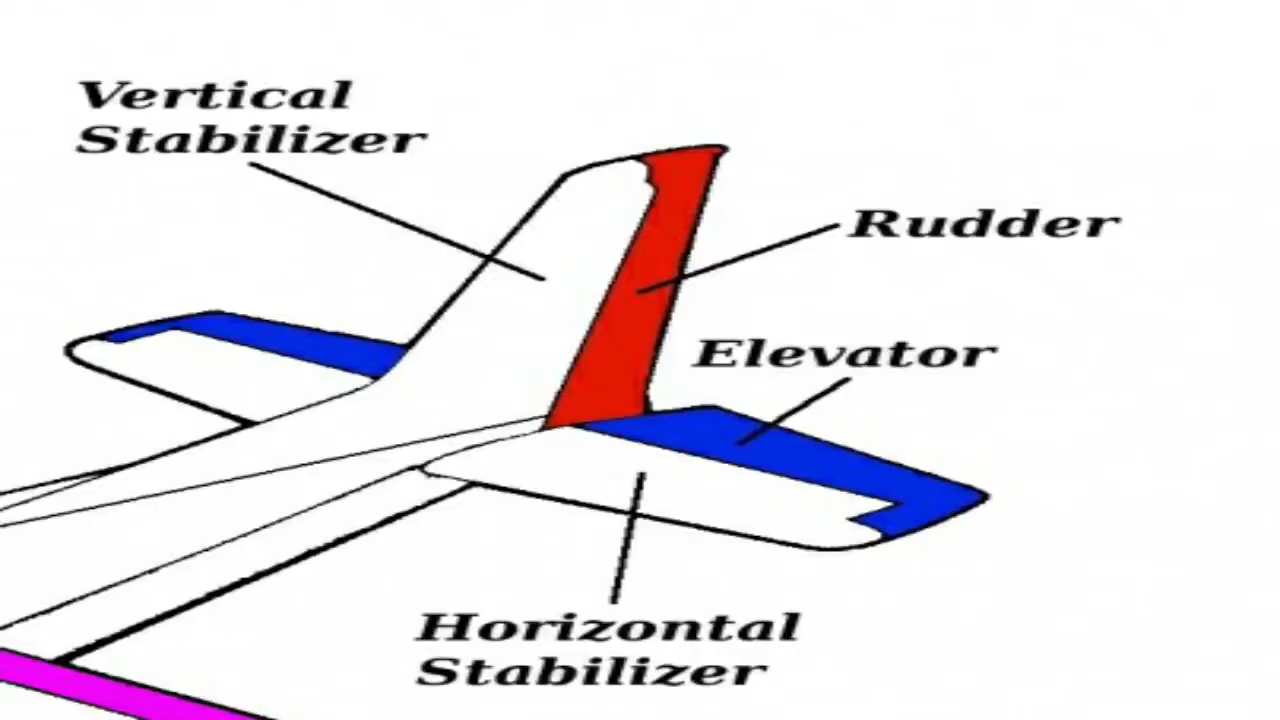 Vertical
Stabilizer
Rudder
Elevator
Horizontal
Stabilizer